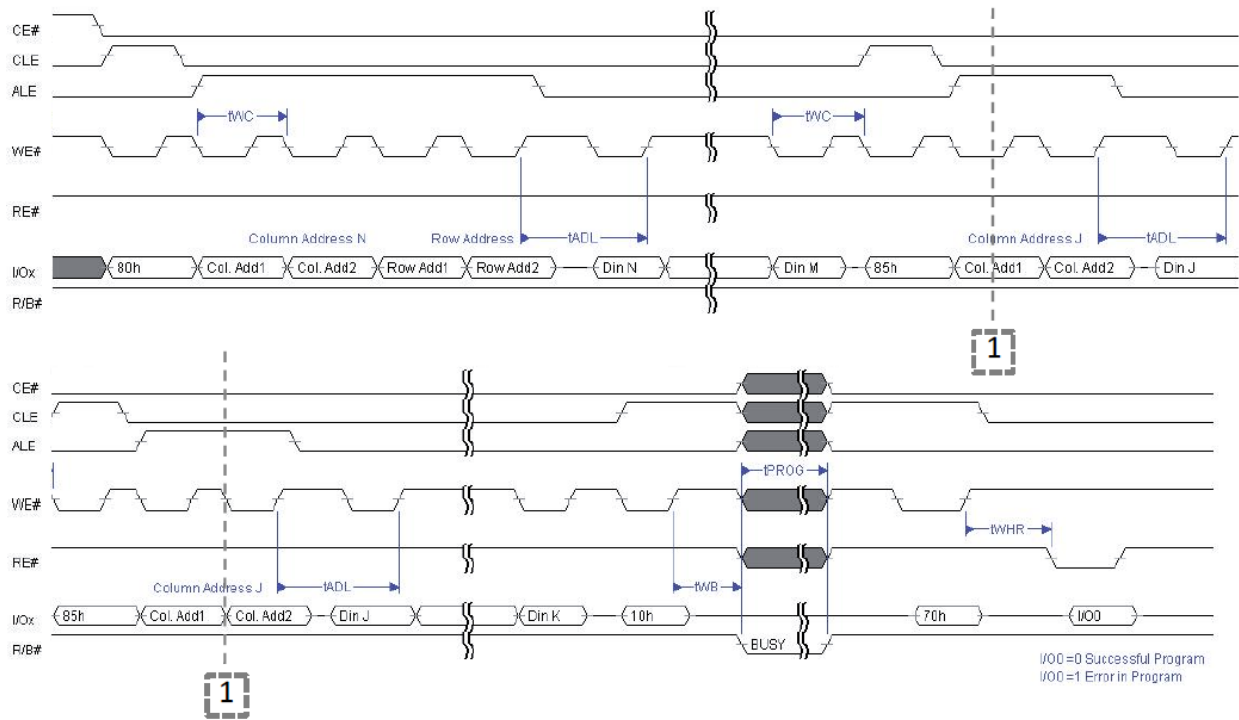 CE#
CLE
ALE
tWC
tWC
WE#
RE#
Column Address N
Row Address
tADL
Column Address J
tADL
I/Ox
80h
Col. Add1
Col. Add2
Row Add1
Row Add2
Din N
Din M
85h
Col. Add1
Col. Add2
Din J
R/B#
1
CE#
CLE
ALE
tPROG
WE#
tWHR
RE#
Column Address J
tADL
tWB
I/Ox
85h
Col. Add1
Col. Add2
Din J
Din K
10h
70h
I/O0
R/B#
BUSY
I/O0=0 Successful Program
I/O0=1 Error in Program
1